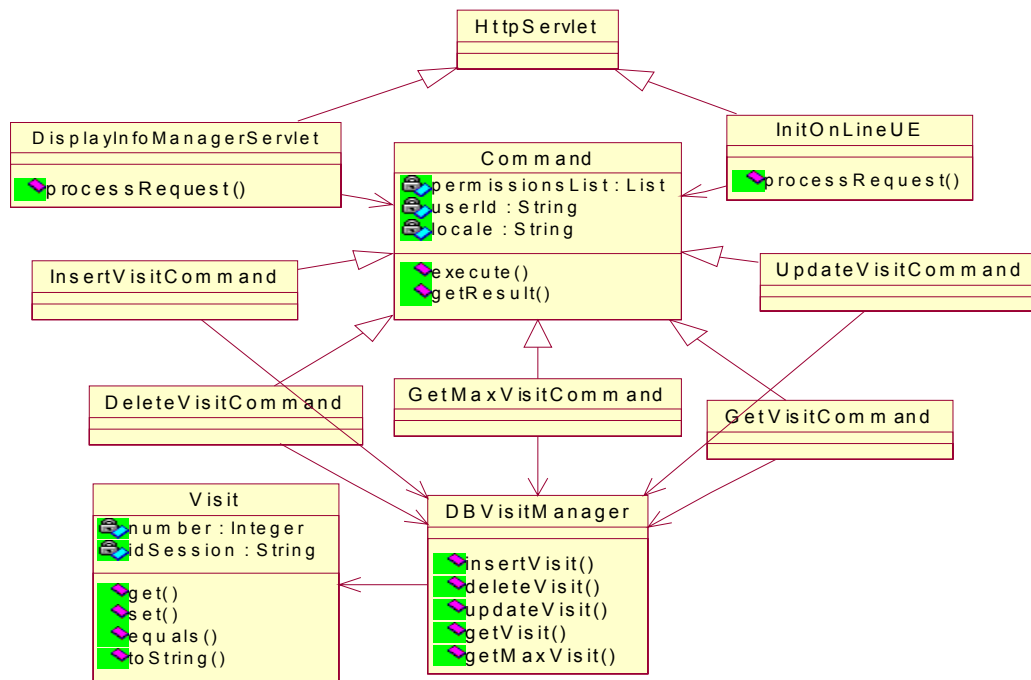 HttpServlet
DisplayInfoManagerServlet
processRequest()
InitOnLineUE
processRequest()
Command
permissionsList : List
userId : String
locale : String
execute()
getResult()
InsertVisitCommand
UpdateVisitCommand
DeleteVisitCommand
GetMaxVisitCommand
GetVisitCommand
Visit
number : Integer
idSession : String
get()
set()
equals()
toString()
DBVisitManager
insertVisit()
deleteVisit()
updateVisit()
getVisit()
getMaxVisit()